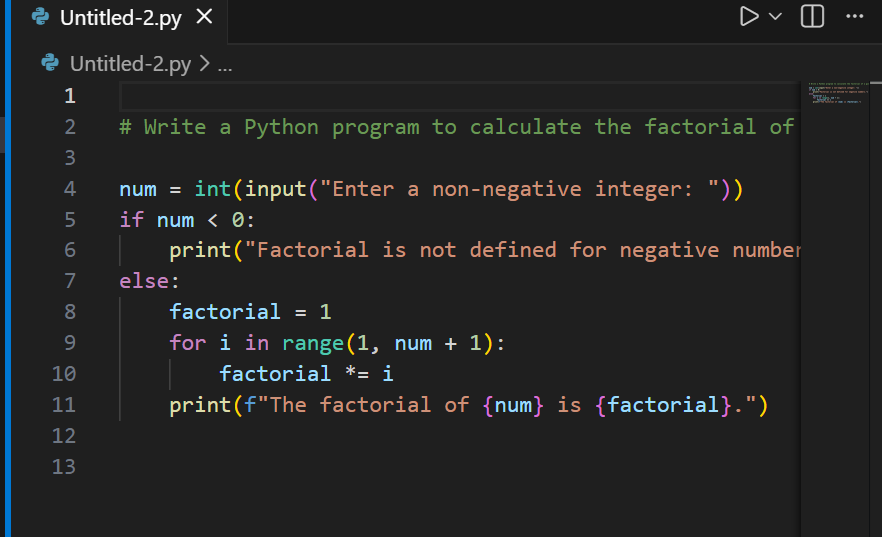 Untitled-2.py
Untitled-2.py > ...
1
2 # Write a Python program to calculate the factorial of
3
4 num = int(input("Enter a non-negative integer: "))
5 if num < 0:
6     print("Factorial is not defined for negative number
7 else:
8     factorial = 1
9     for i in range(1, num + 1):
10         factorial *= i
11     print(f"The factorial of {num} is {factorial}.")
12
13